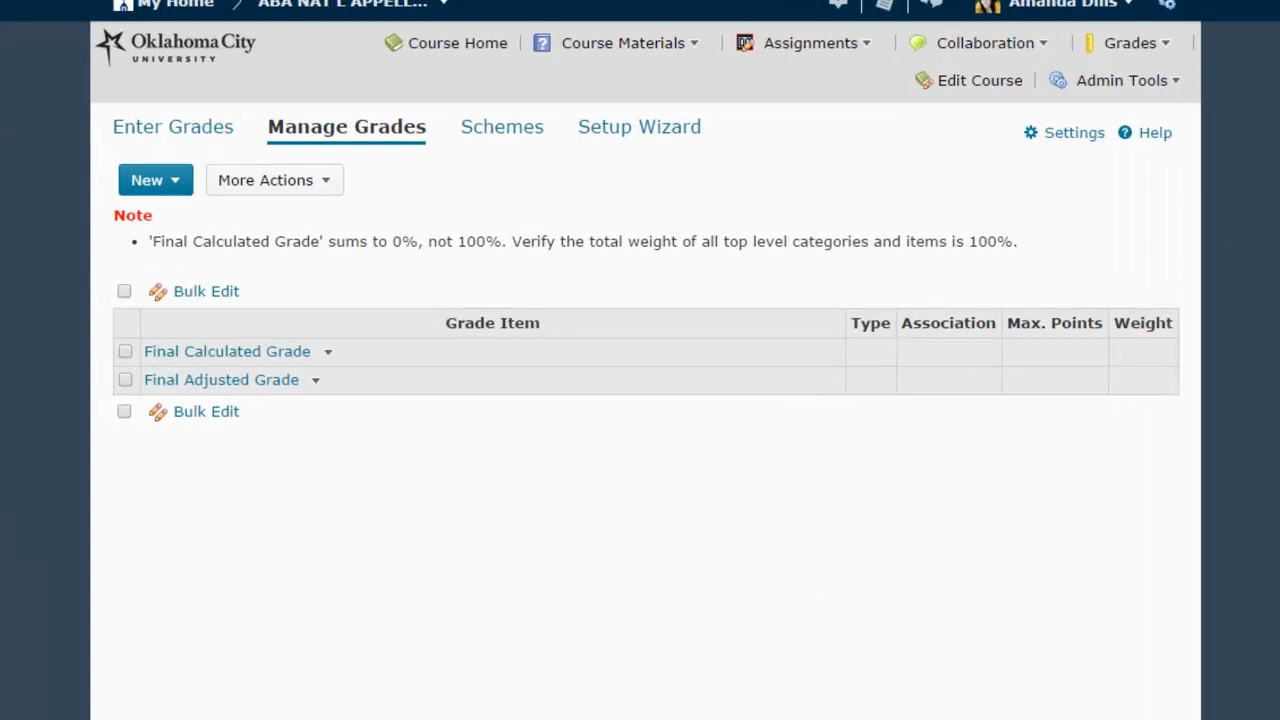 My Home ABA NAT'L APPELL... Amanda Dills
Oklahoma City
UNIVERSITY
Course Home Course Materials Assignments Collaboration Grades
Edit Course Admin Tools
Enter Grades Manage Grades Schemes Setup Wizard Settings Help
New More Actions
Note
• 'Final Calculated Grade' sums to 0%, not 100%. Verify the total weight of all top level categories and items is 100%.
Bulk Edit
Grade Item Type Association Max. Points Weight
Final Calculated Grade
Final Adjusted Grade
Bulk Edit